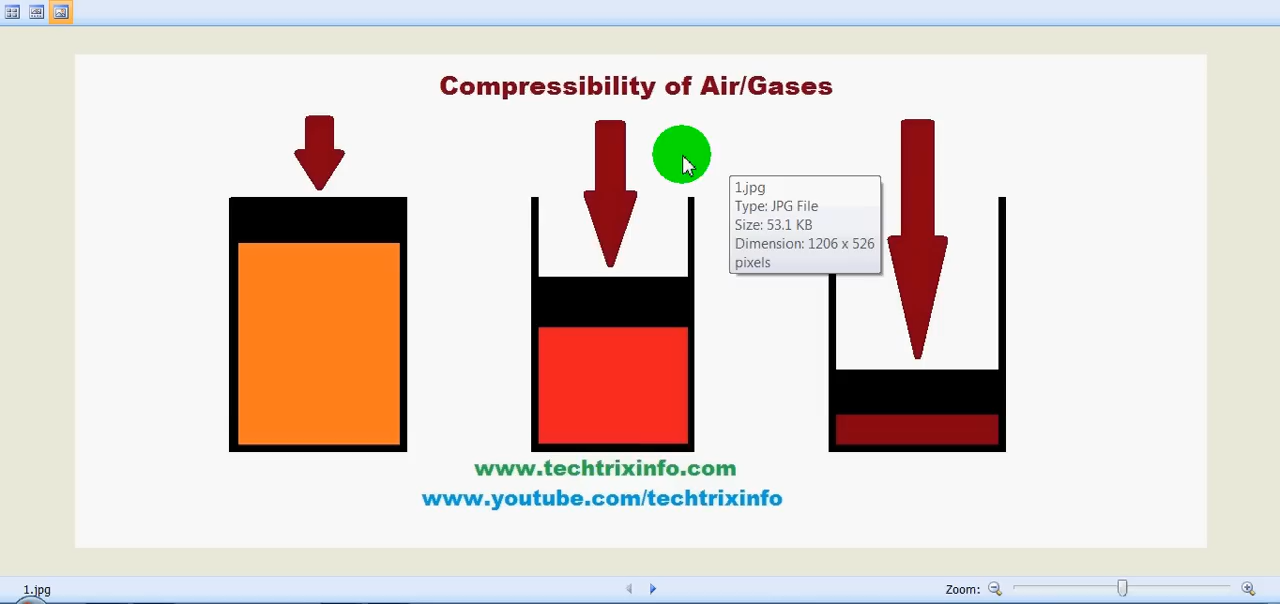 Compressibility of Air/Gases
1.jpg
Type: JPG File
Size: 53.1 KB
Dimension: 1206 x 526
pixels
www.techtrixinfo.com
www.youtube.com/techtrixinfo
1.jpg
Zoom: